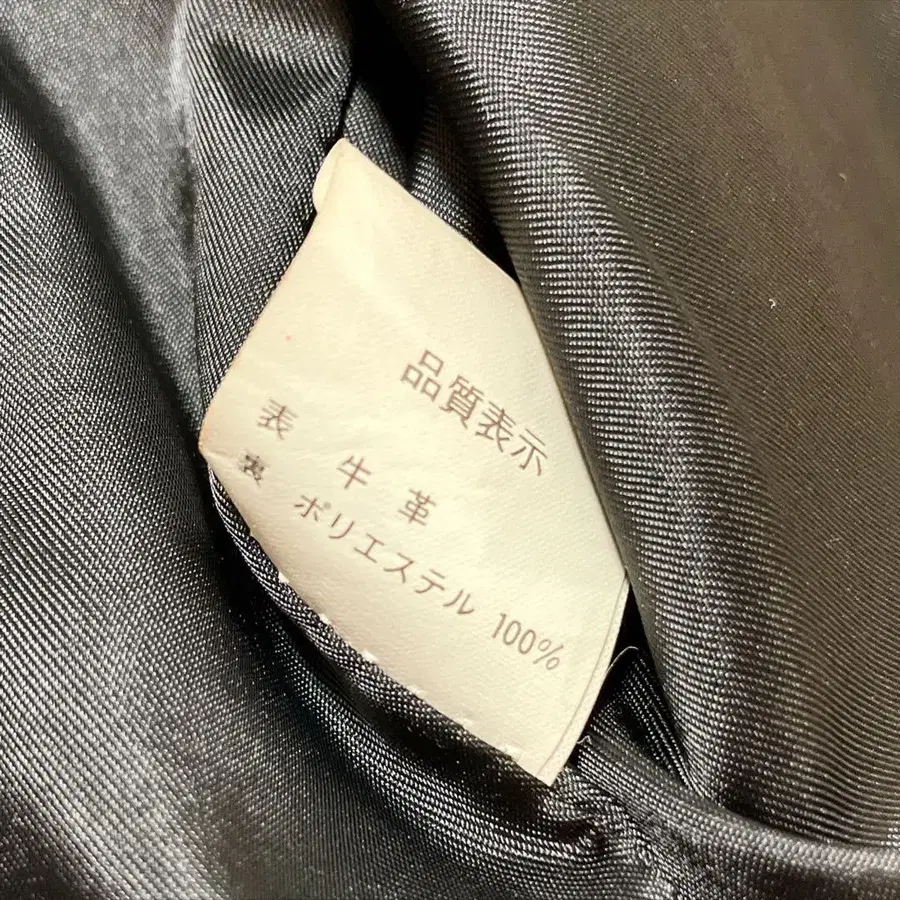 品質表示
表 牛革
裏 ポリエステル 100%